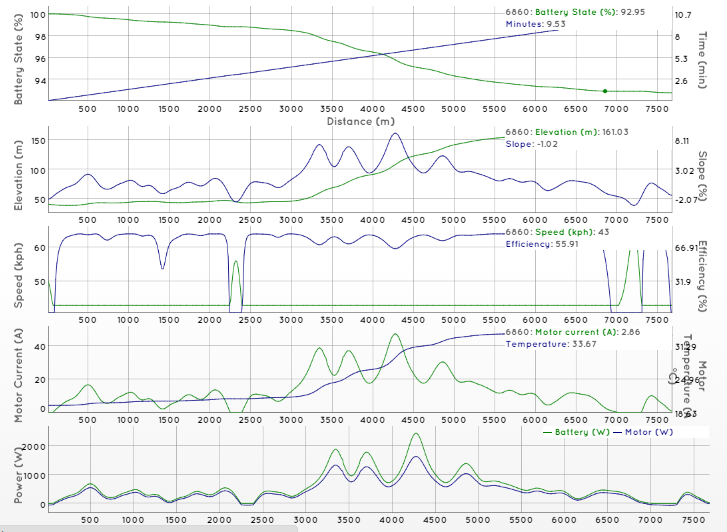 100
98
96
94
Battery State (%)
6860: Battery State (%): 92.95
Minutes: 9.53
10.7
8
5.3
2.6
Time (min)
500 1000 1500 2000 2500 3000 3500 4000 4500 5000 5500 6000 6500 7000 7500
Distance (m)
150
100
50
Elevation (m)
6860: Elevation (m): 161.03
Slope: -1.02
8.11
3.02
-2.07
Slope (%)
500 1000 1500 2000 2500 3000 3500 4000 4500 5000 5500 6000 6500 7000 7500
60
50
Speed (kph)
6860: Speed (kph): 43
Efficiency: 55.91
66.91
31.9
Efficiency (%)
500 1000 1500 2000 2500 3000 3500 4000 4500 5000 5500 6000 6500 7000 7500
40
20
0
Motor Current (A)
6860: Motor current (A): 2.86
Temperature: 33.67
31.29
24.96
18.63
Motor
Temperature
500 1000 1500 2000 2500 3000 3500 4000 4500 5000 5500 6000 6500 7000 7500
2000
1000
0
Power (W)
Battery (W) Motor (W)
500 1000 1500 2000 2500 3000 3500 4000 4500 5000 5500 6000 6500 7000 7500